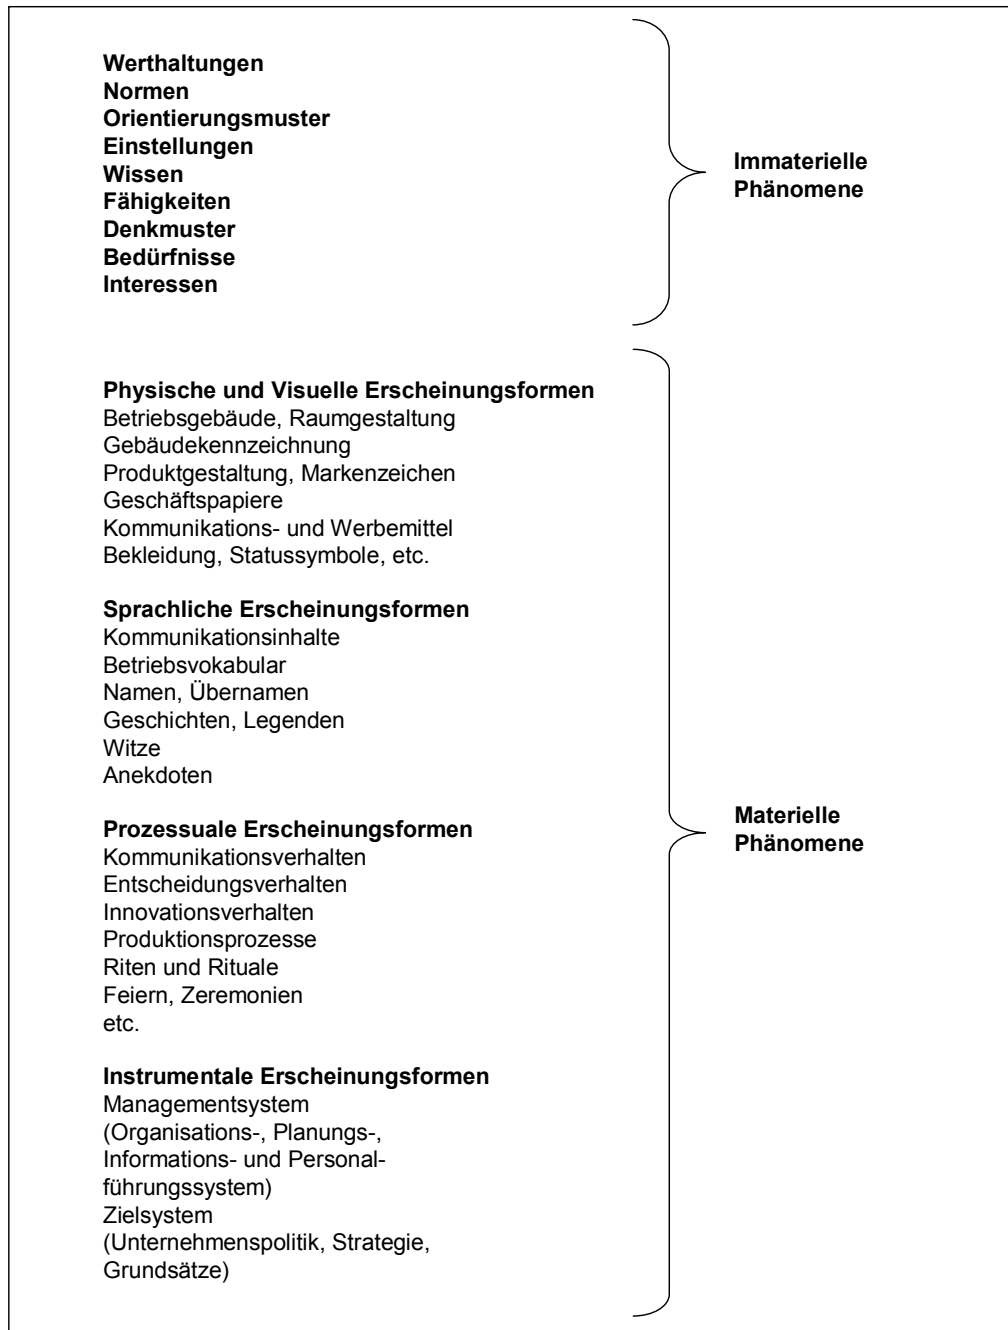 Werthaltungen
Normen
Orientierungsmuster
Einstellungen
Wissen
Fähigkeiten
Denkmuster
Bedürfnisse
Interessen
Immaterielle
Phänomene
Physische und Visuelle Erscheinungsformen
Betriebsgebäude, Raumgestaltung
Gebäudekennzeichnung
Produktgestaltung, Markenzeichen
Geschäftspapiere
Kommunikations- und Werbemittel
Bekleidung, Statussymbole, etc.
Sprachliche Erscheinungsformen
Kommunikationsinhalte
Betriebsvokabular
Namen, Übernamen
Geschichten, Legenden
Witze
Anekdoten
Prozessuale Erscheinungsformen
Kommunikationsverhalten
Entscheidungsverhalten
Innovationsverhalten
Produktionsprozesse
Riten und Rituale
Feiern, Zeremonien
etc.
Instrumentale Erscheinungsformen
Managementsystem
(Organisations-, Planungs-,
Informations- und Personal-
führungssystem)
Zielsystem
(Unternehmenspolitik, Strategie,
Grundsätze)
Materielle
Phänomene